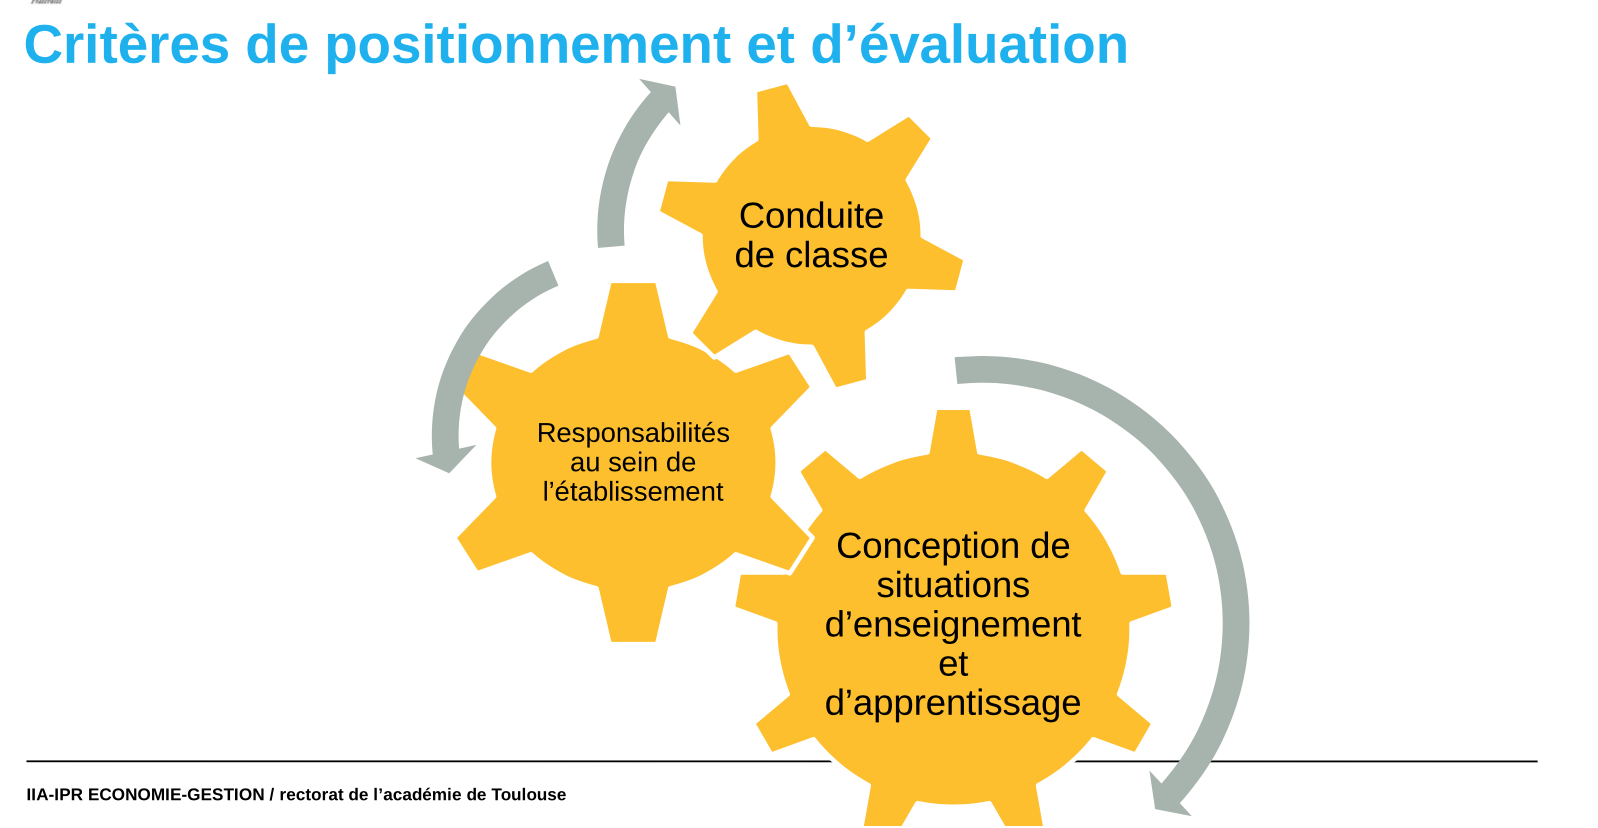 Critères de positionnement et d’évaluation
Conduite
de classe
Responsabilités
au sein de
l’établissement
Conception de
situations
d’enseignement
et
d’apprentissage
IIA-IPR ECONOMIE-GESTION / rectorat de l’académie de Toulouse